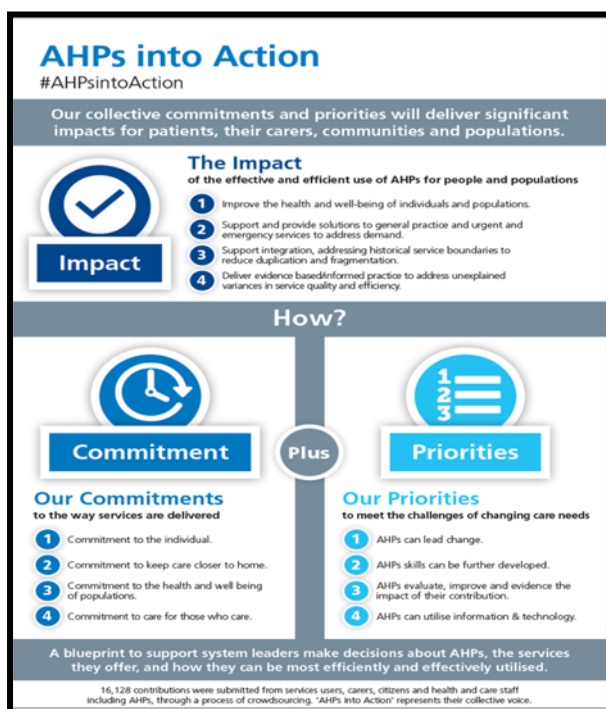 AHPs into Action
#AHPsintoAction
Our collective commitments and priorities will deliver significant
impacts for patients, their carers, communities and populations.
Impact
The Impact
of the effective and efficient use of AHPs for people and populations
1 Improve the health and well-being of individuals and populations.
2 Support and provide solutions to general practice and urgent and
emergency services to address demand.
3 Support integration, addressing historical service boundaries to
reduce duplication and fragmentation.
4 Deliver evidence based/informed practice to address unexplained
variances in service quality and efficiency.
How?
Commitment
Our Commitments
to the way services are delivered
1 Commitment to the individual.
2 Commitment to keep care closer to home.
3 Commitment to the health and well being
of populations.
4 Commitment to care for those who care.
Plus
1
2
3
Priorities
Our Priorities
to meet the challenges of changing care needs
1 AHPs can lead change.
2 AHPs skills can be further developed.
3 AHPs evaluate, improve and evidence the
impact of their contribution.
4 AHPs can utilise information & technology.
A blueprint to support system leaders make decisions about AHPs, the services
they offer, and how they can be most efficiently and effectively utilised.
16,128 contributions were submitted from services users, carers, citizens and health and care staff
including AHPs, through a process of crowdsourcing. 'AHPs into Action' represents their collective voice.